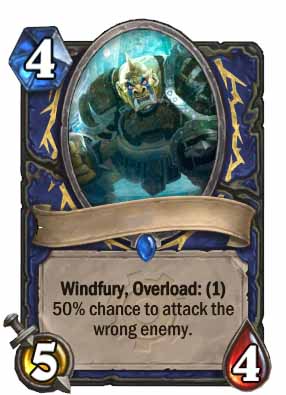 4
Windfury, Overload: (1)
50% chance to attack the
wrong enemy.
5
4